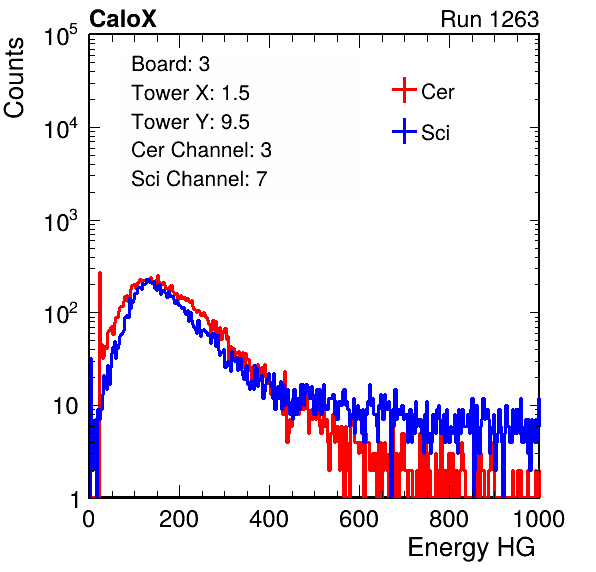 CaloX
Run 1263
Counts
Board: 3
Tower X: 1.5
Tower Y: 9.5
Cer Channel: 3
Sci Channel: 7
Cer
Sci
10^5
10^4
10^3
10^2
10
1
0 200 400 600 800 1000
Energy HG